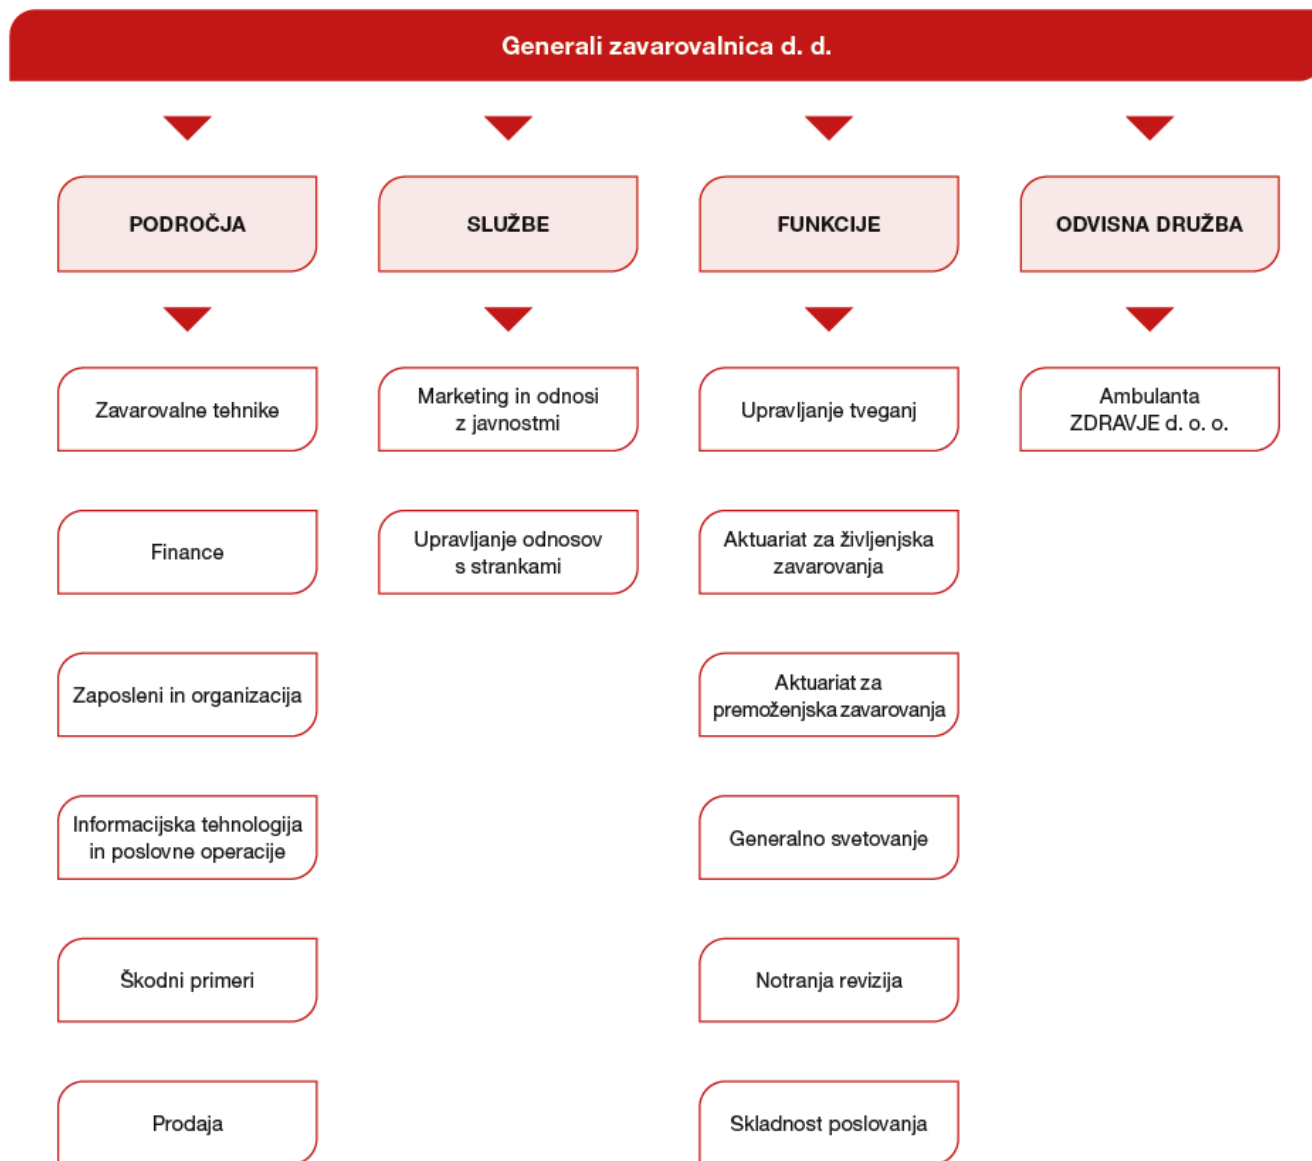 Generali zavarovalnica d. d.
PODROČJA
SLUŽBE
FUNKCIJE
ODVISNA DRUŽBA
Zavarovalne tehnike
Marketing in odnosi
z javnostmi
Upravljanje tveganj
Ambulanta
ZDRAVJE d. o. o.
Finance
Upravljanje odnosov
s strankami
Aktuariat za življenjska
zavarovanja
Zaposleni in organizacija
Aktuariat za
premoženjska zavarovanja
Informacijska tehnologija
in poslovne operacije
Generalno svetovanje
Škodni primeri
Notranja revizija
Prodaja
Skladnost poslovanja